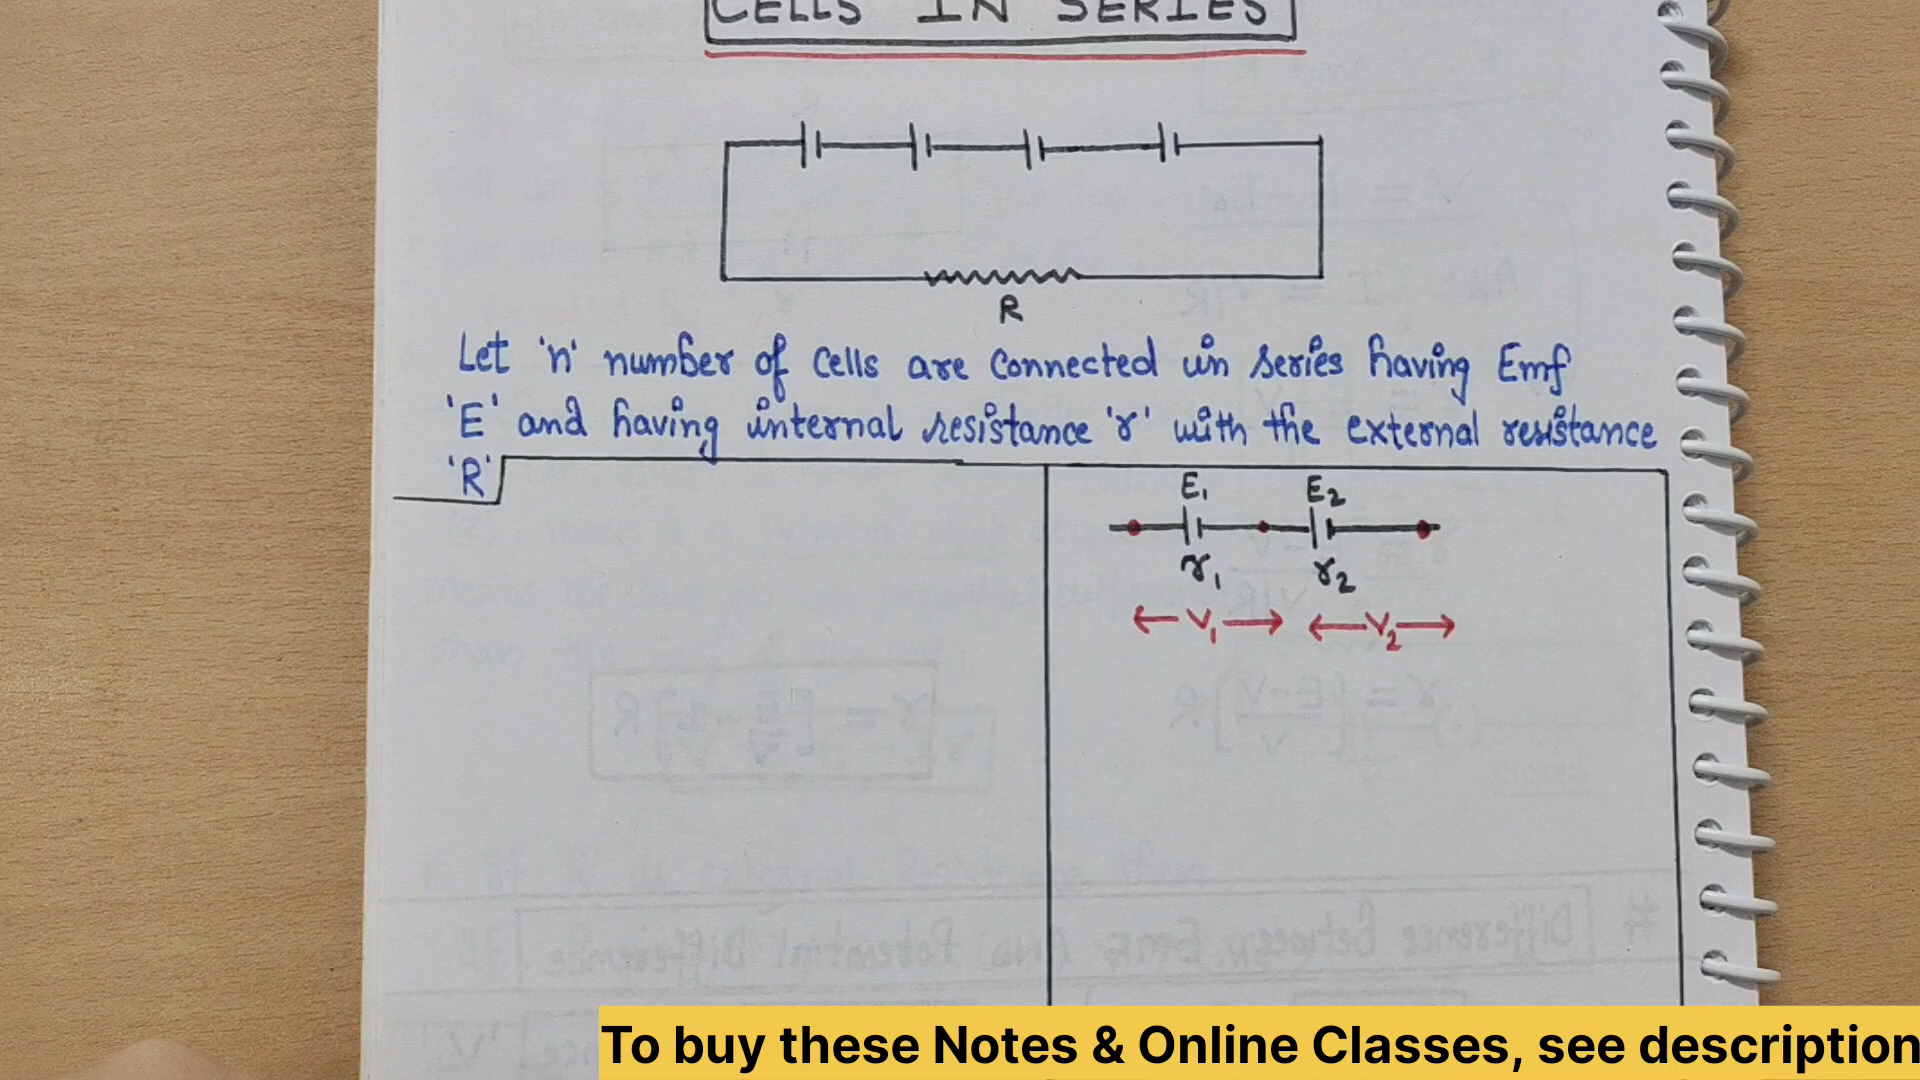 CELLS IN SERIES
R
Let 'n' number of cells are connected in series having Emf
'E' and having internal resistance 'r' with the external resistance
'R'
E₁ E₂
r₁ r₂
V₁ V₂
To buy these Notes & Online Classes, see description